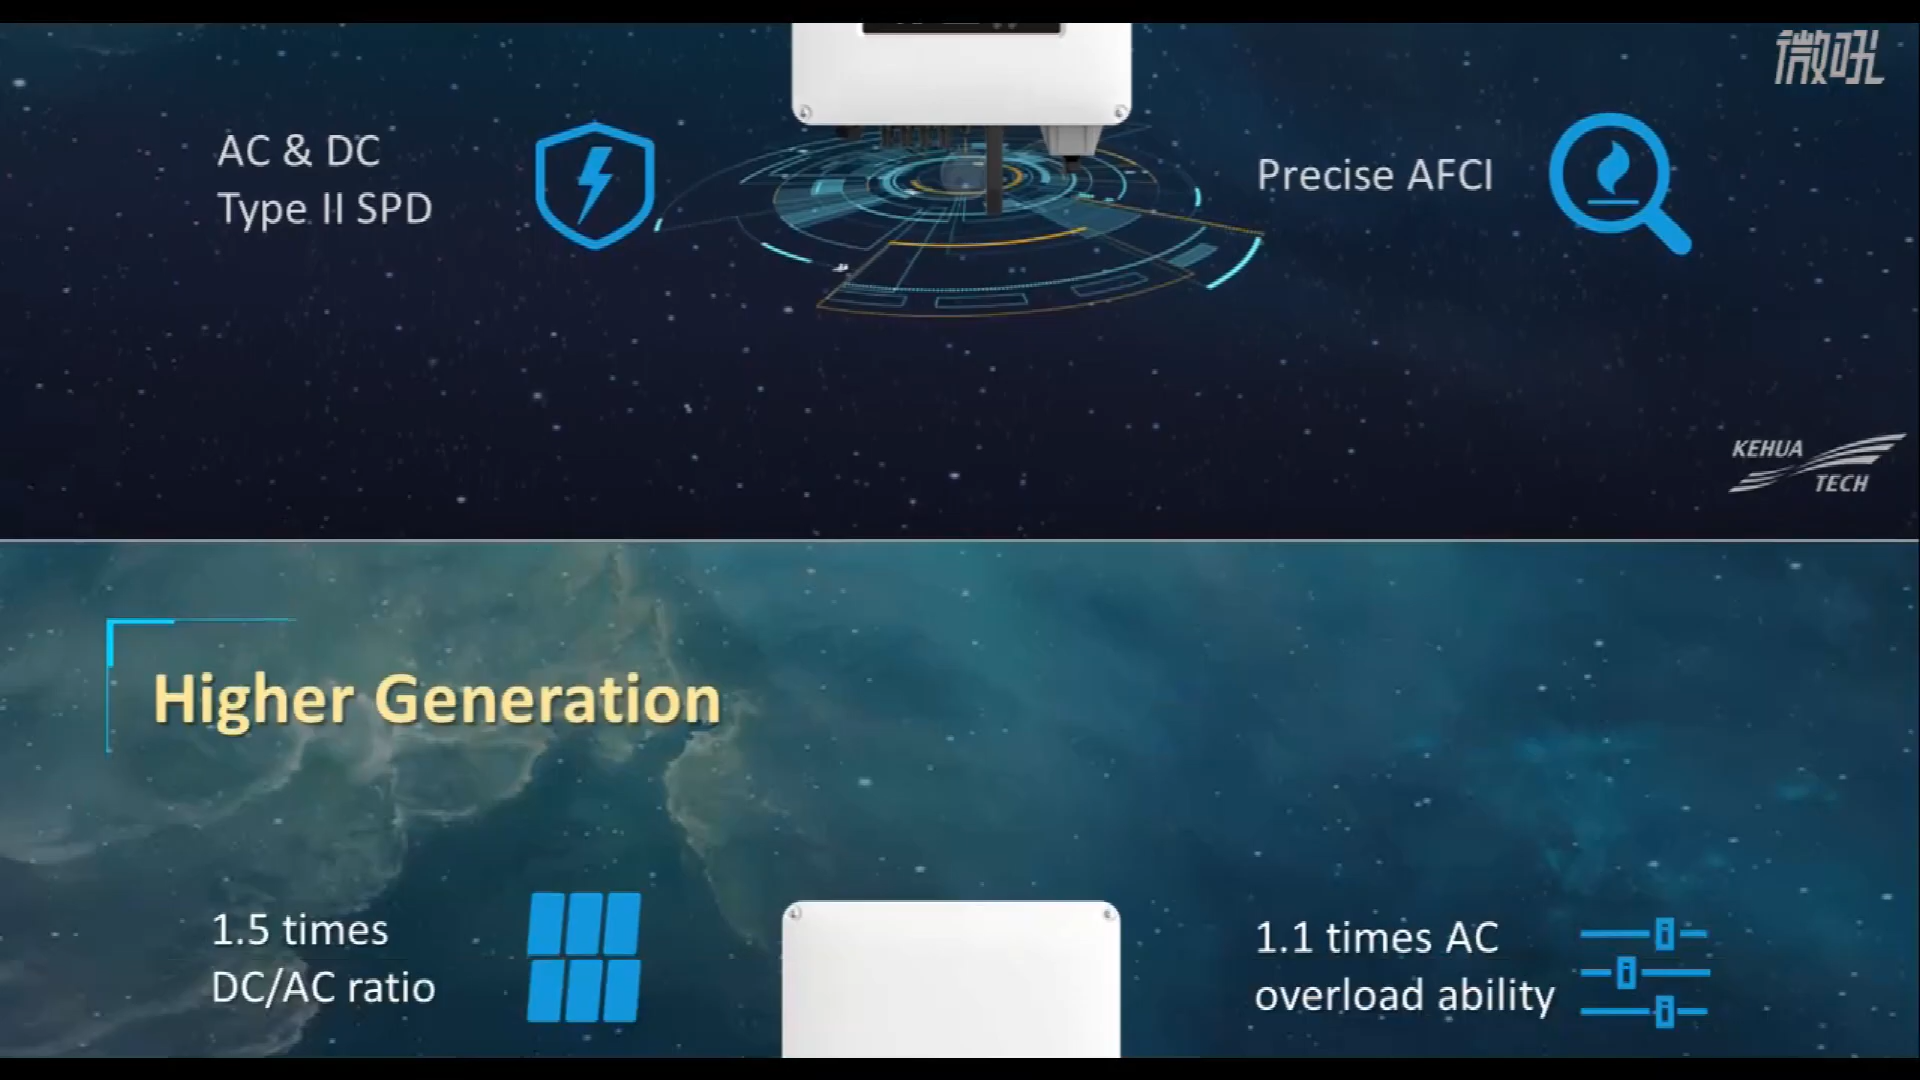 微吼
AC & DC
Type II SPD
Precise AFCI
KEHUA
TECH
Higher Generation
1.5 times
DC/AC ratio
1.1 times AC
overload ability